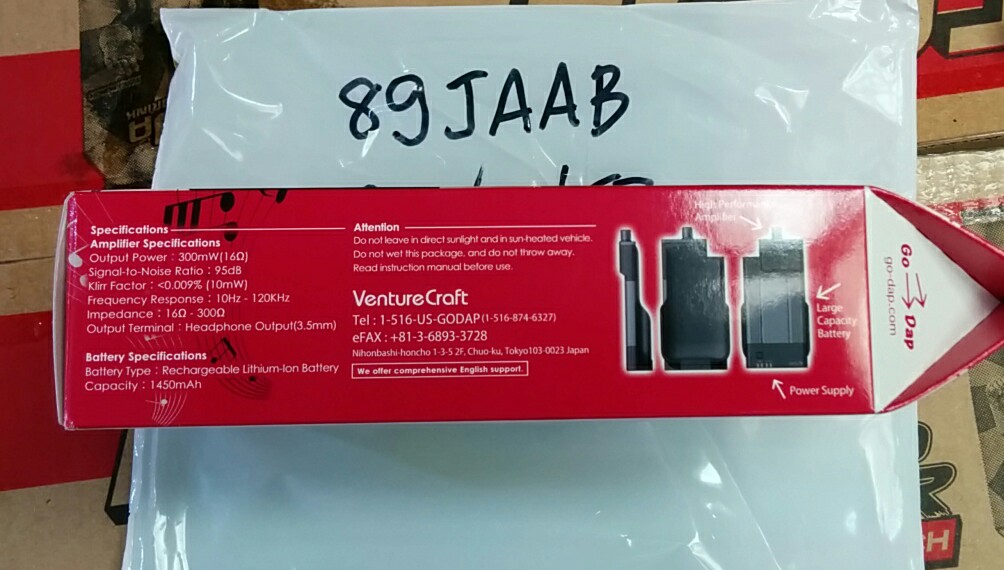 89JAAB
Specifications
Amplifier Specifications
Output Power : 300mW(16Ω)
Signal-to-Noise Ratio : 95dB
Klirr Factor : <0.009% (10mW)
Frequency Response : 10Hz - 120KHz
Impedance : 16Ω - 300Ω
Output Terminal : Headphone Output(3.5mm)
Battery Specifications
Battery Type : Rechargeable Lithium-Ion Battery
Capacity : 1450mAh
Attention
Do not leave in direct sunlight and in sun-heated vehicle.
Do not wet this package, and do not throw away.
Read instruction manual before use.
VentureCraft
Tel : 1-516-US-GODAP(1-516-874-6327)
eFAX : +81-3-6893-3728
Nihonbashi-honcho 1-3-5 2F, Chuo-ku, Tokyo103-0023 Japan
We offer comprehensive English support.
High Performance
Amplifier
Large
Capacity
Battery
Power Supply
Go Dap
go-dap.com